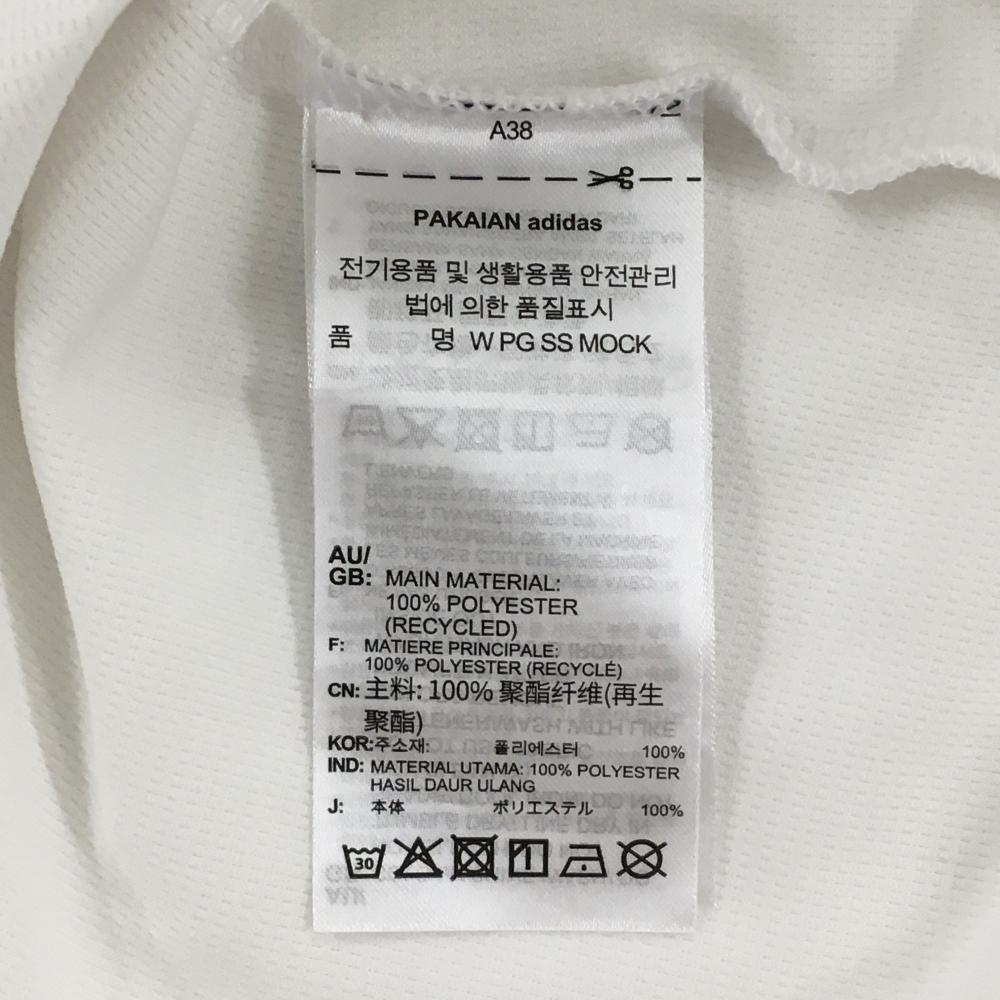 A38
PAKAIAN adidas
전기용품 및 생활용품 안전관리
법에 의한 품질표시
품 명 W PG SS MOCK
AU/
GB: MAIN MATERIAL:
100% POLYESTER
(RECYCLED)
F: MATIERE PRINCIPALE:
100% POLYESTER (RECYCLÉ)
CN: 主料: 100% 聚酯纤维(再生
聚酯)
KOR:주소재: 폴리에스터 100%
IND: MATERIAL UTAMA: 100% POLYESTER
HASIL DAUR ULANG
J: 本体 ポリエステル 100%
30